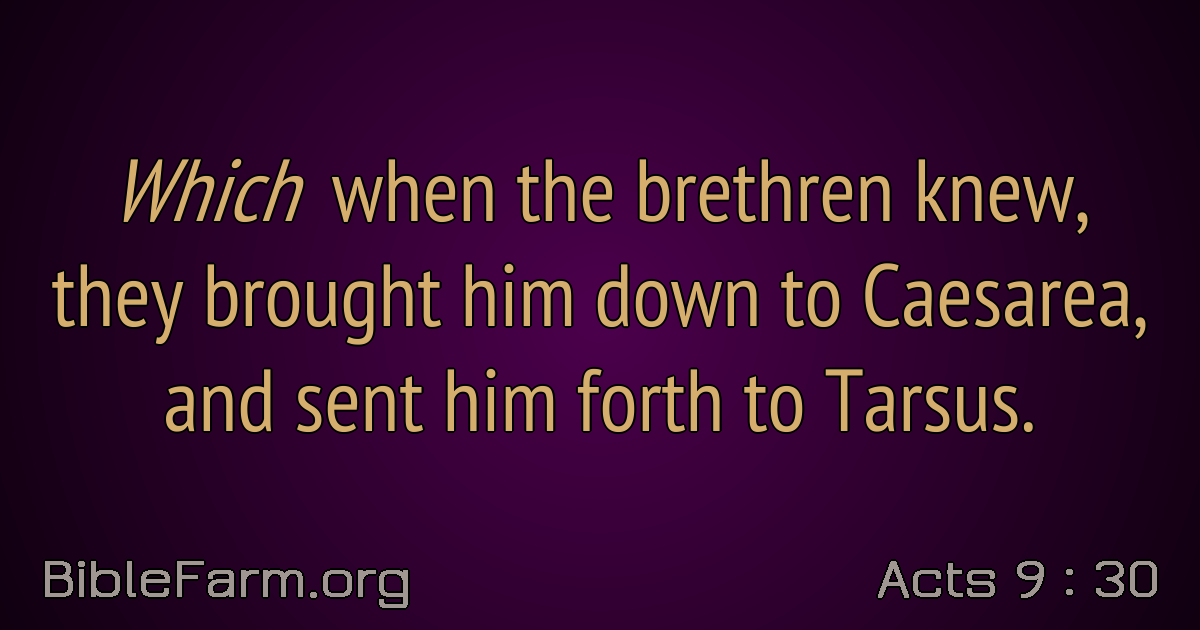 Which when the brethren knew,
they brought him down to Caesarea,
and sent him forth to Tarsus.
BibleFarm.org
Acts 9 : 30